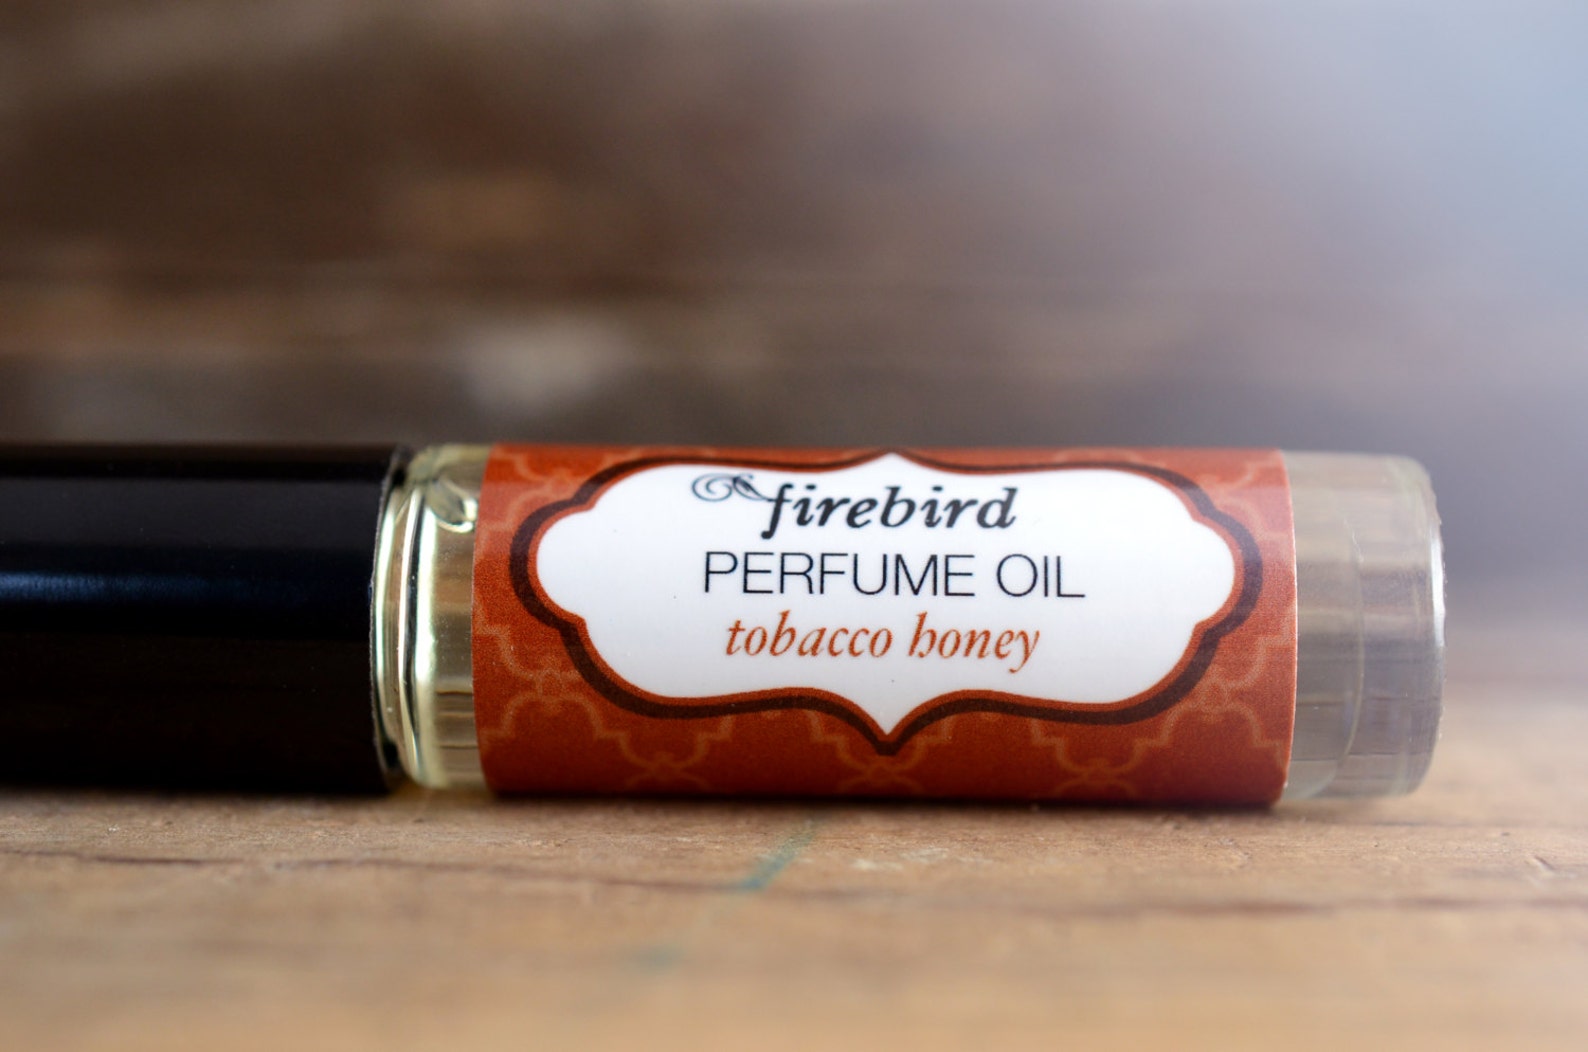 firebird
PERFUME OIL
tobacco honey